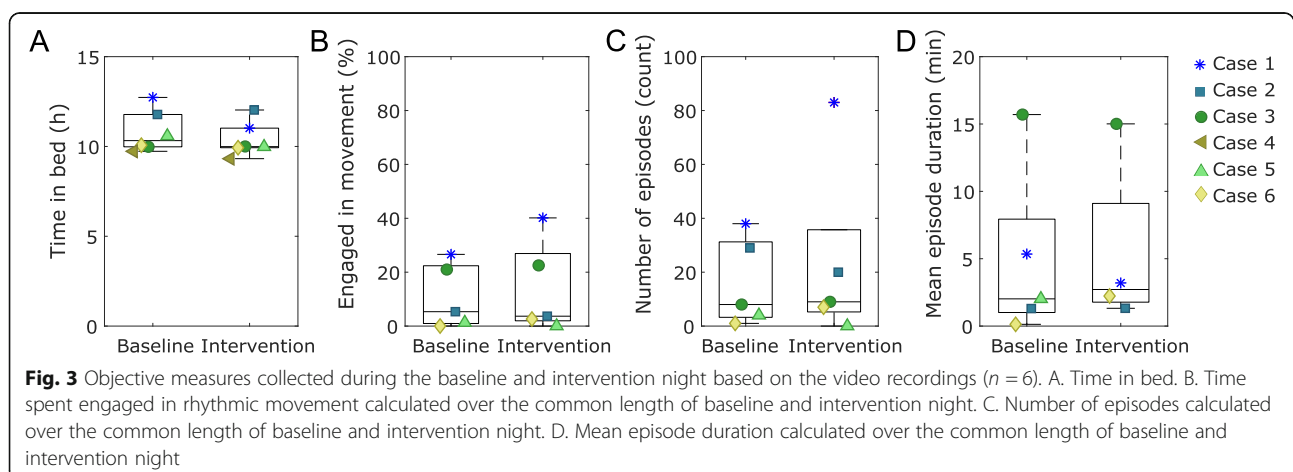 A
Time in bed (h)
15
10
5
0
Baseline Intervention
B
Engaged in movement (%)
100
80
60
40
20
0
Baseline Intervention
C
Number of episodes (count)
100
80
60
40
20
0
Baseline Intervention
D
Mean episode duration (min)
20
15
10
5
0
Baseline Intervention
Case 1
Case 2
Case 3
Case 4
Case 5
Case 6
Fig. 3 Objective measures collected during the baseline and intervention night based on the video recordings (n = 6). A. Time in bed. B. Time
spent engaged in rhythmic movement calculated over the common length of baseline and intervention night. C. Number of episodes calculated
over the common length of baseline and intervention night. D. Mean episode duration calculated over the common length of baseline and
intervention night